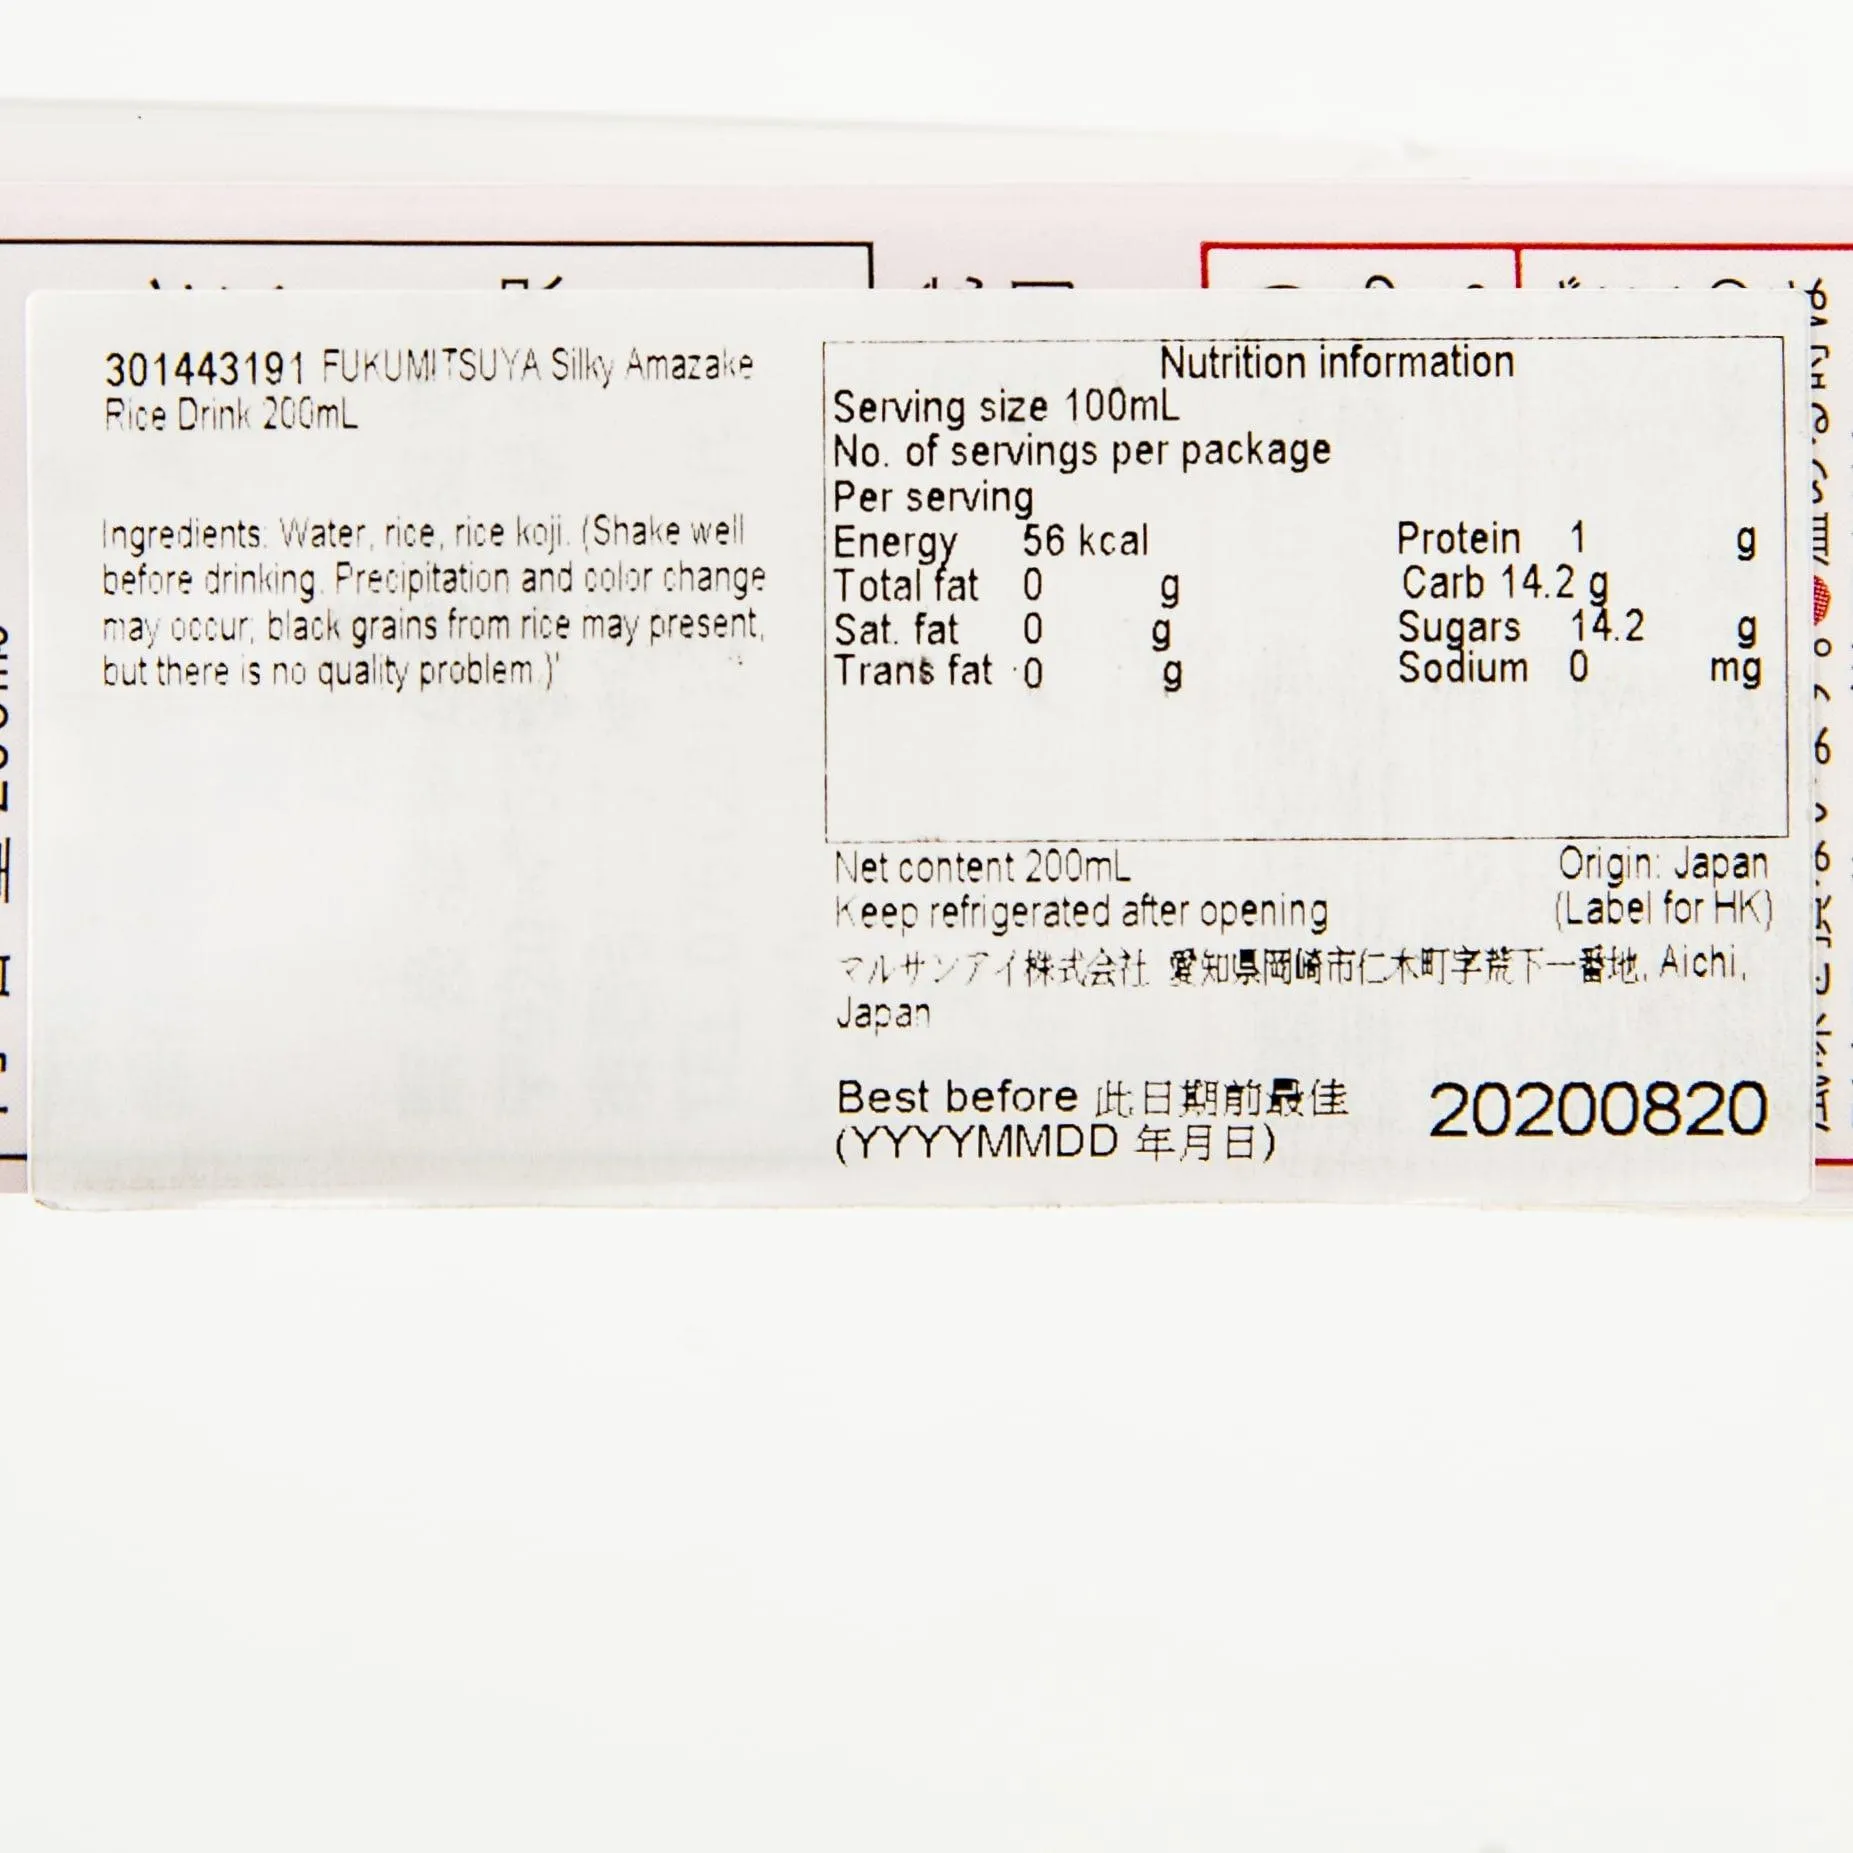 301443191 FUKUMITSUYA Silky Amazake
Rice Drink 200mL
Ingredients: Water, rice, rice koji. (Shake well
before drinking. Precipitation and color change
may occur; black grains from rice may present,
but there is no quality problem.)'
Nutrition information
Serving size 100mL
No. of servings per package
Per serving
Energy 56 kcal Protein 1 g
Total fat 0 g Carb 14.2 g
Sat. fat 0 g Sugars 14.2 g
Trans fat 0 g Sodium 0 mg
Net content 200mL Origin: Japan
Keep refrigerated after opening (Label for HK)
マルサンアイ株式会社 愛知県岡崎市仁木町字荒下一番地, Aichi,
Japan
Best before 此日期前最佳 20200820
(YYYYMMDD 年月日)